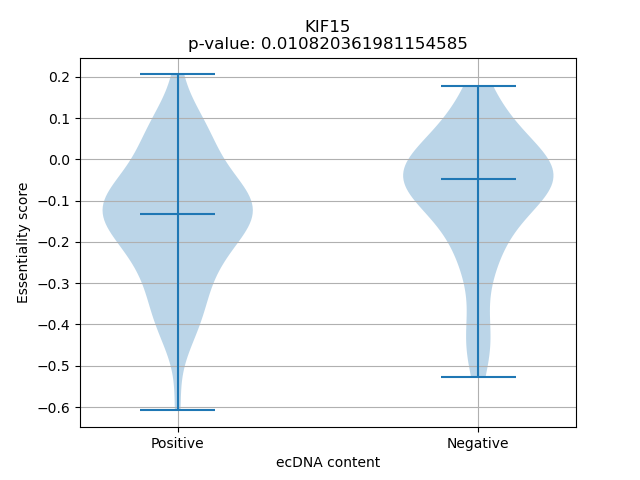 KIF15
p-value: 0.010820361981154585
Essentiality score
0.2
0.1
0.0
−0.1
−0.2
−0.3
−0.4
−0.5
−0.6
Positive
Negative
ecDNA content